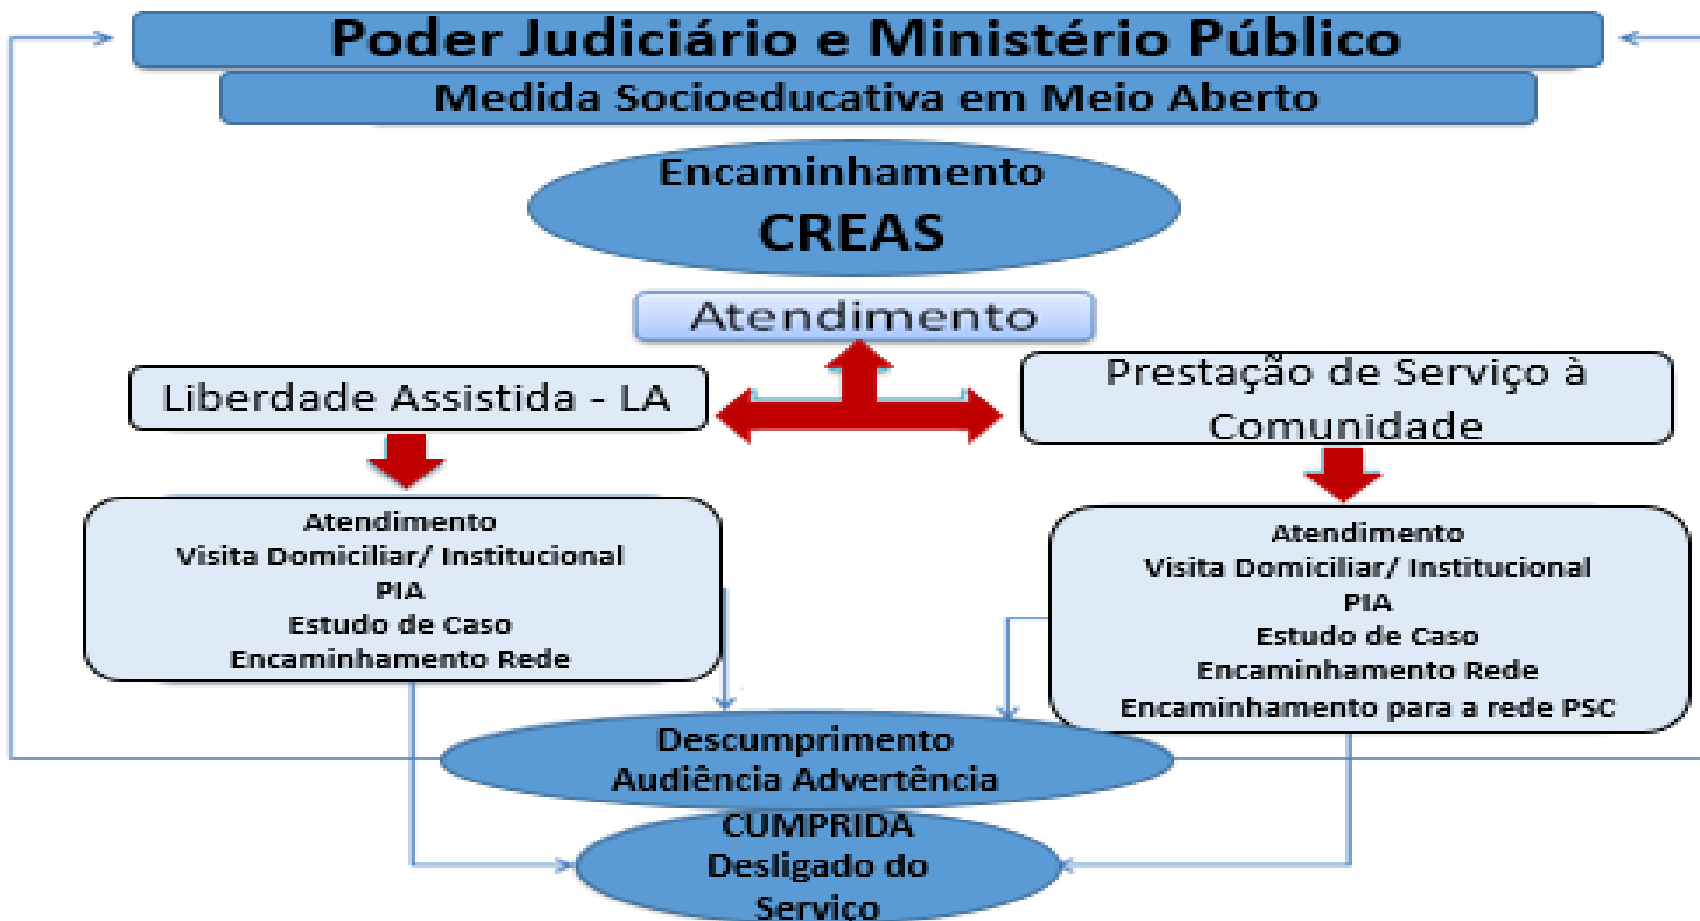 Poder Judiciário e Ministério Público
Medida Socioeducativa em Meio Aberto
Encaminhamento
CREAS
Atendimento
Liberdade Assistida - LA
Prestação de Serviço à
Comunidade
Atendimento
Visita Domiciliar/ Institucional
PIA
Estudo de Caso
Encaminhamento Rede
Atendimento
Visita Domiciliar/ Institucional
PIA
Estudo de Caso
Encaminhamento Rede
Encaminhamento para a rede PSC
Descumprimento
Audiência Advertência
CUMPRIDA
Desligado do
Serviço